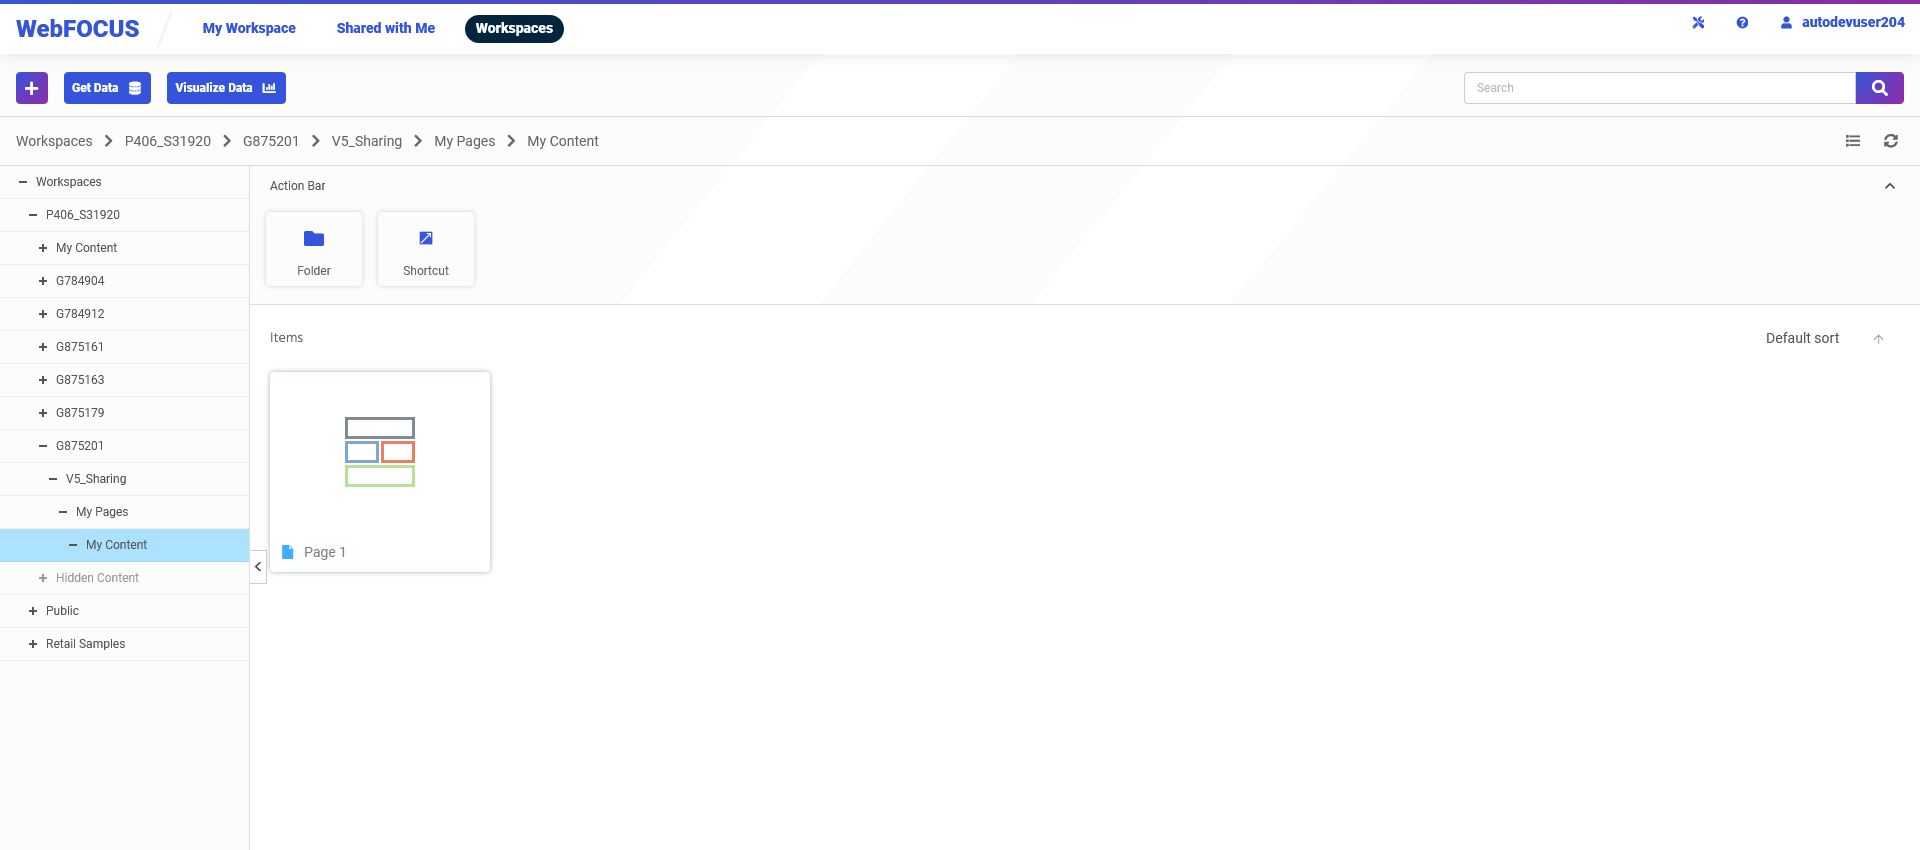 WebFOCUS
My Workspace
Shared with Me
Workspaces
autodevuser204
Get Data
Visualize Data
Search
Workspaces > P406_S31920 > G875201 > V5_Sharing > My Pages > My Content
Workspaces
P406_S31920
My Content
G784904
G784912
G875161
G875163
G875179
G875201
V5_Sharing
My Pages
My Content
Hidden Content
Public
Retail Samples
Action Bar
Folder
Shortcut
Items
Default sort
Page 1